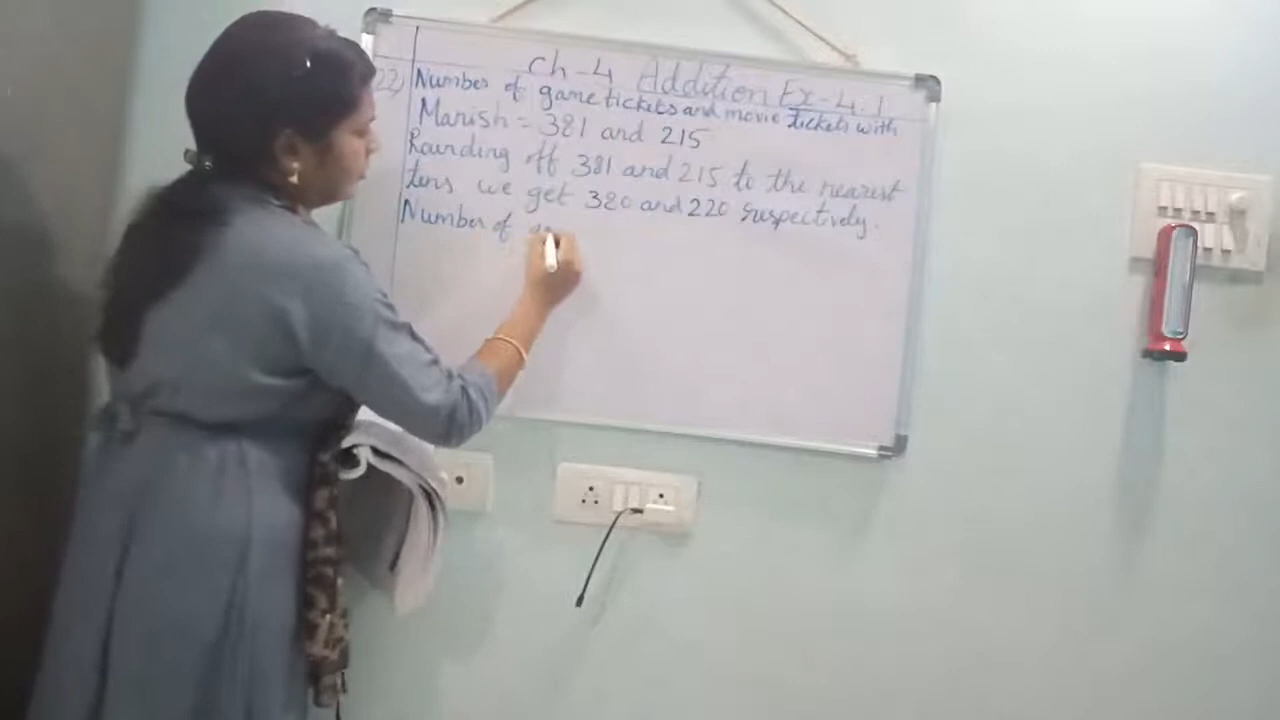 Ch-4 Addition Ex-4.1
22) Number of game tickets and movie tickets with
Manish = 381 and 215
Rounding off 381 and 215 to the nearest
tens we get 380 and 220 respectively.
Number of